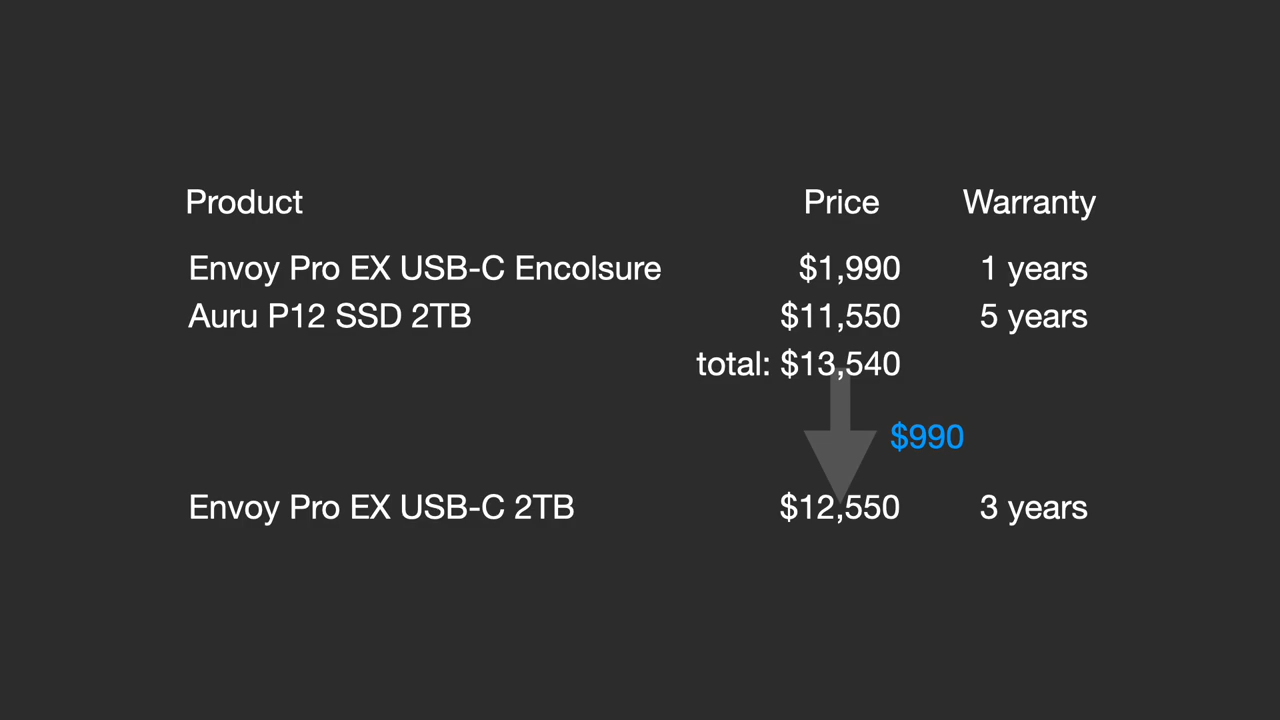 Product Price Warranty
Envoy Pro EX USB-C Encolsure $1,990 1 years
Auru P12 SSD 2TB $11,550 5 years
total: $13,540
$990
Envoy Pro EX USB-C 2TB $12,550 3 years